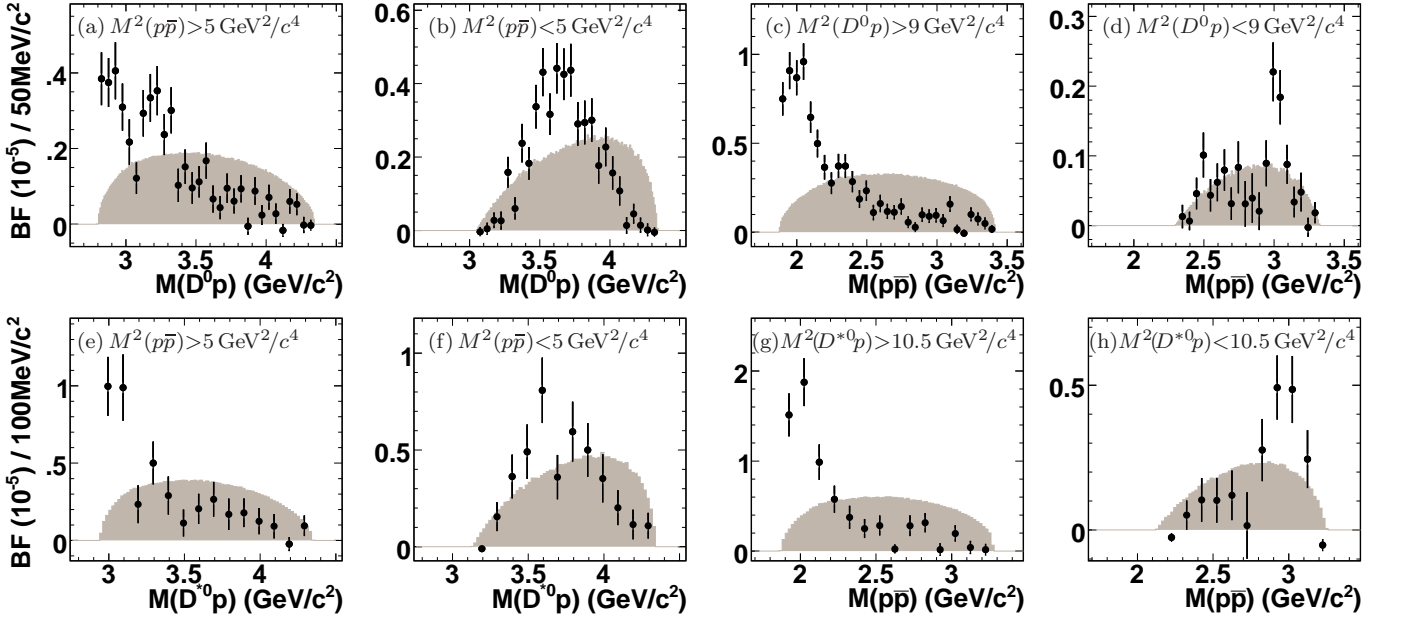 BF (10⁻⁵) / 50MeV/c²
(a) M²(pp̅)>5 GeV²/c⁴
.4
.2
0
3 3.5 4
M(D⁰p) (GeV/c²)
(b) M²(pp̅)<5 GeV²/c⁴
0.6
0.4
0.2
0
3 3.5 4
M(D⁰p) (GeV/c²)
(c) M²(D⁰p)>9 GeV²/c⁴
1
0.5
0
2 2.5 3 3.5
M(pp̅) (GeV/c²)
(d) M²(D⁰p)<9 GeV²/c⁴
0.3
0.2
0.1
0
2 2.5 3 3.5
M(pp̅) (GeV/c²)
BF (10⁻⁵) / 100MeV/c²
(e) M²(pp̅)>5 GeV²/c⁴
1
.5
0
3 3.5 4
M(D*⁰p) (GeV/c²)
(f) M²(pp̅)<5 GeV²/c⁴
1
0.5
0
3 3.5 4
M(D*⁰p) (GeV/c²)
(g) M²(D*⁰p)>10.5 GeV²/c⁴
2
1
0
2 2.5 3
M(pp̅) (GeV/c²)
(h) M²(D*⁰p)<10.5 GeV²/c⁴
0.5
0
2 2.5 3
M(pp̅) (GeV/c²)